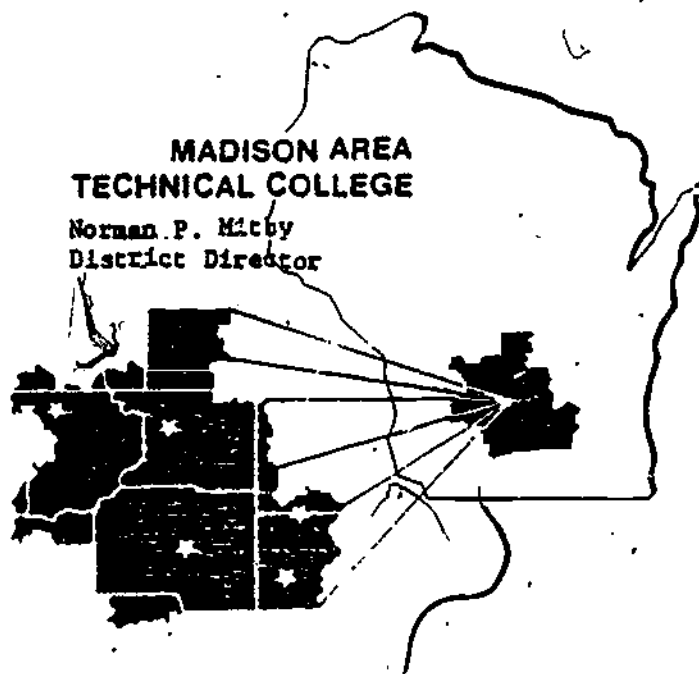 MADISON AREA
TECHNICAL COLLEGE
Norman P. Mitby
District Director